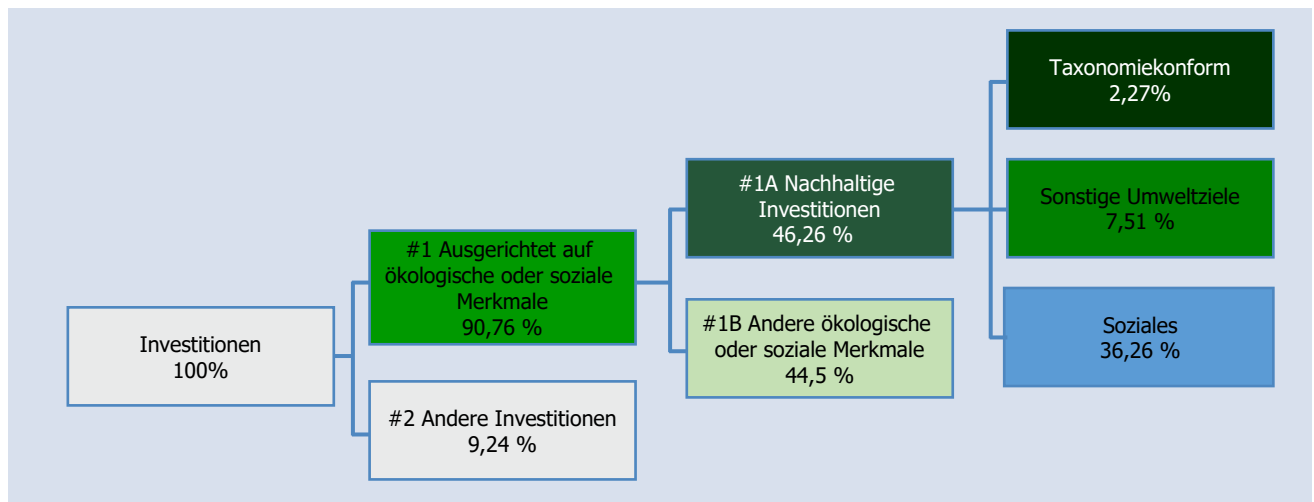 Investitionen
100%
#1 Ausgerichtet auf
ökologische oder soziale
Merkmale
90,76 %
#2 Andere Investitionen
9,24 %
#1A Nachhaltige
Investitionen
46,26 %
#1B Andere ökologische
oder soziale Merkmale
44,5 %
Taxonomiekonform
2,27%
Sonstige Umweltziele
7,51 %
Soziales
36,26 %